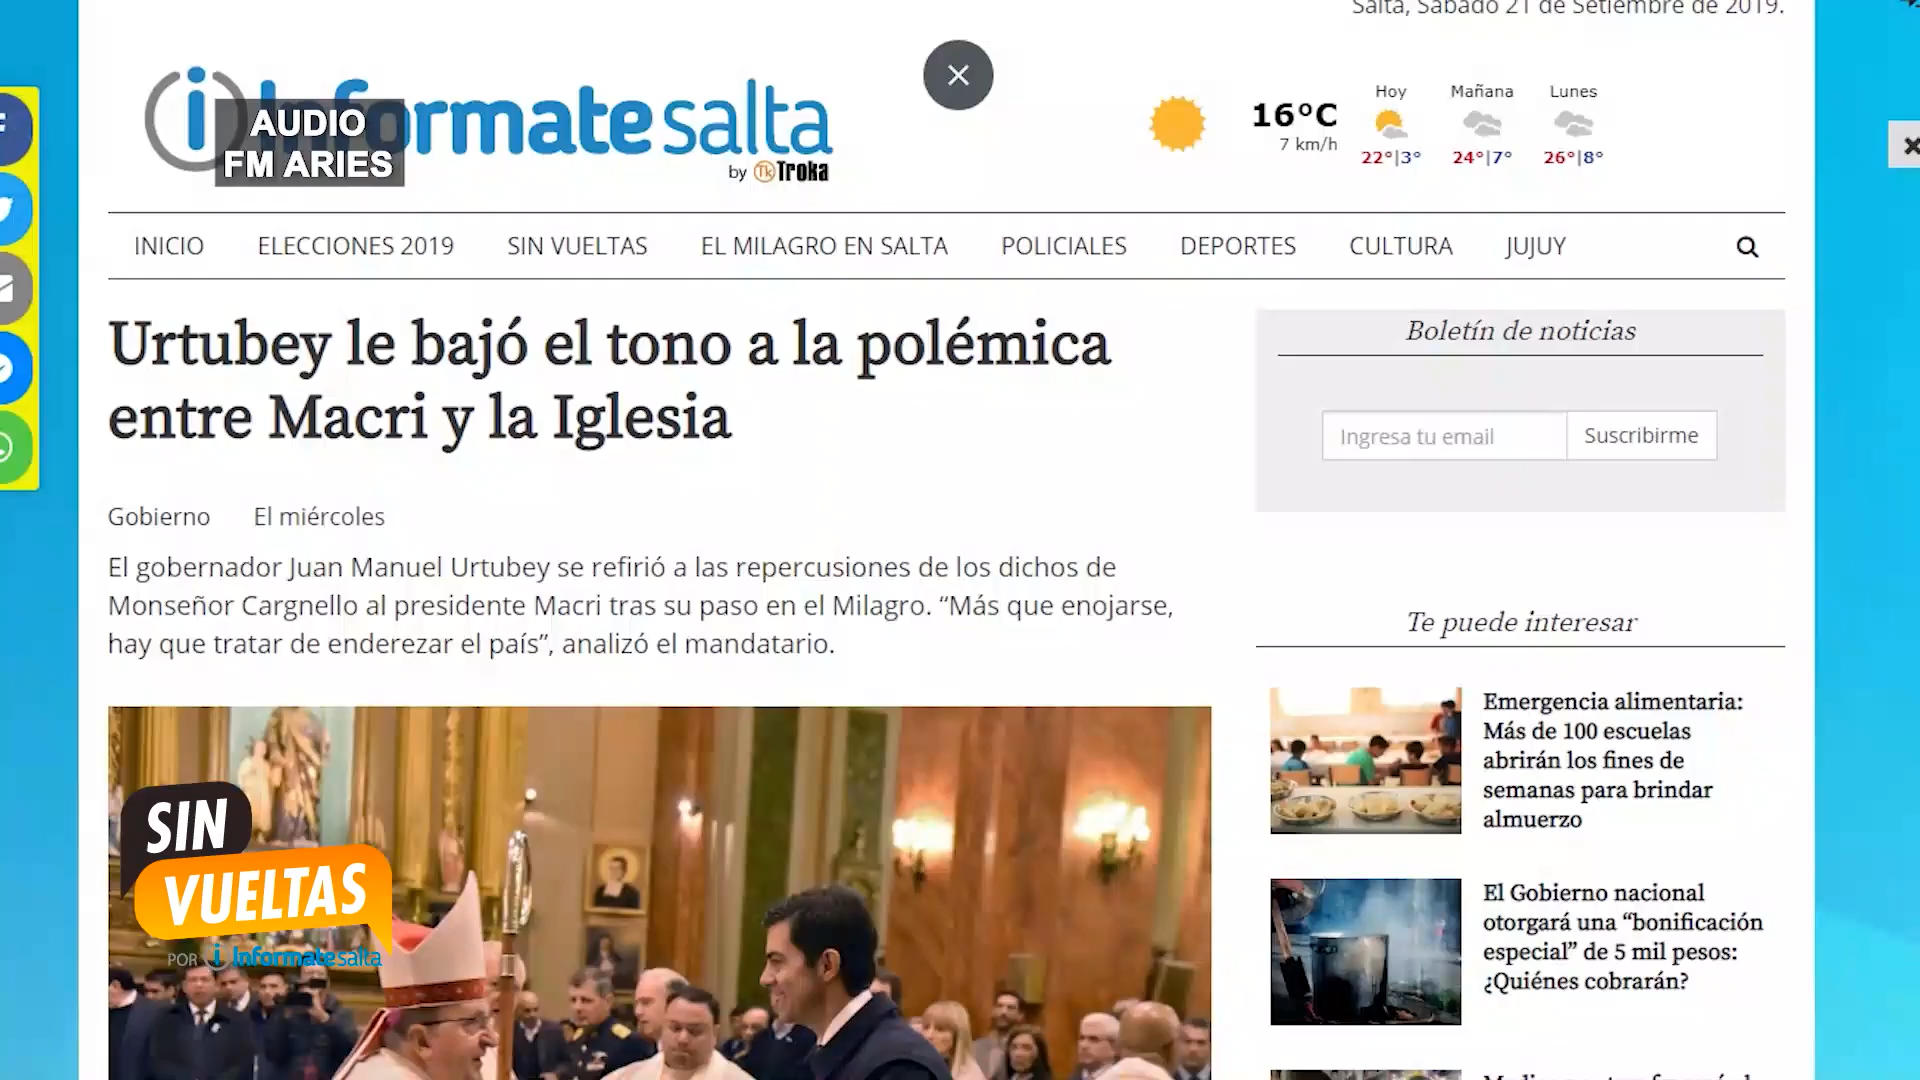 Salta, Sábado 21 de Setiembre de 2019.
Informate salta
by Tk Troka
AUDIO
FM ARIES
16°C
7 km/h
Hoy
22°|3°
Mañana
24°|7°
Lunes
26°|8°
INICIO ELECCIONES 2019 SIN VUELTAS EL MILAGRO EN SALTA POLICIALES DEPORTES CULTURA JUJUY
Urtubey le bajó el tono a la polémica
entre Macri y la Iglesia
Gobierno El miércoles
El gobernador Juan Manuel Urtubey se refirió a las repercusiones de los dichos de
Monseñor Cargnello al presidente Macri tras su paso en el Milagro. “Más que enojarse,
hay que tratar de enderezar el país”, analizó el mandatario.
SIN
VUELTAS
POR i Informate salta
Boletín de noticias
Ingresa tu email Suscribirme
Te puede interesar
Emergencia alimentaria:
Más de 100 escuelas
abrirán los fines de
semanas para brindar
almuerzo
El Gobierno nacional
otorgará una “bonificación
especial” de 5 mil pesos:
¿Quiénes cobrarán?